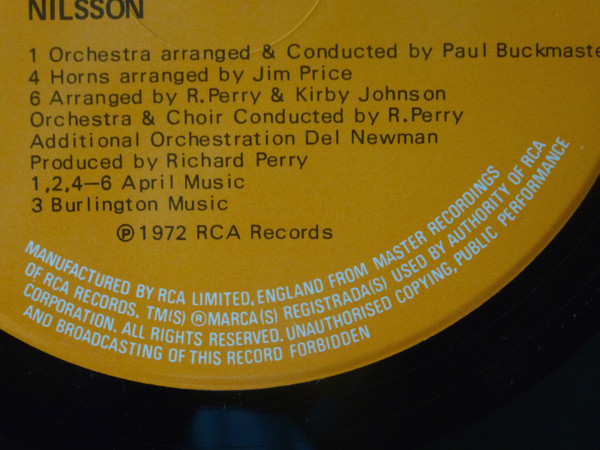 NILSSON
1 Orchestra arranged & Conducted by Paul Buckmaste
4 Horns arranged by Jim Price
6 Arranged by R.Perry & Kirby Johnson
Orchestra & Choir Conducted by R.Perry
Additional Orchestration Del Newman
Produced by Richard Perry
1,2,4—6 April Music
3 Burlington Music
℗1972 RCA Records
MANUFACTURED BY RCA LIMITED, ENGLAND FROM MASTER RECORDINGS
OF RCA RECORDS. TM(S) ®MARCA(S) REGISTRADA(S) USED BY AUTHORITY OF RCA
CORPORATION. ALL RIGHTS RESERVED. UNAUTHORISED COPYING, PUBLIC PERFORMANCE
AND BROADCASTING OF THIS RECORD FORBIDDEN